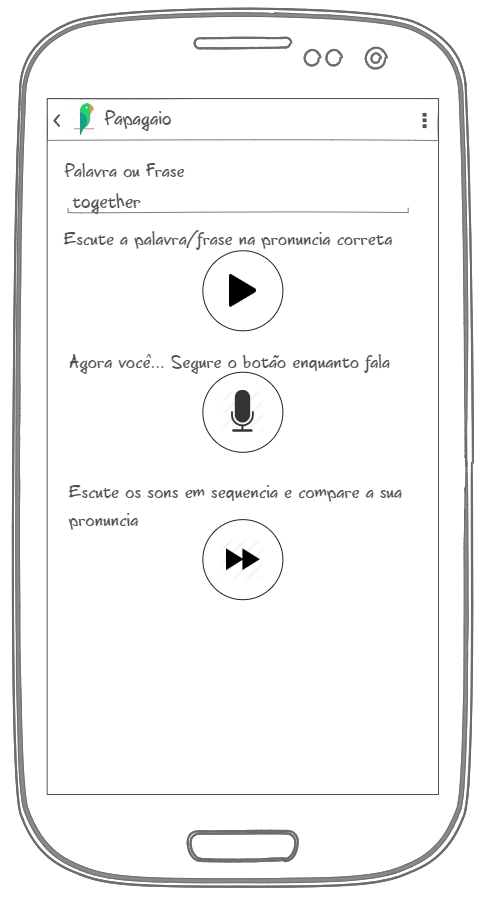 Papagaio
Palavra ou Frase
together
Escute a palavra/frase na pronuncia correta
Agora você... Segure o botão enquanto fala
Escute os sons em sequencia e compare a sua
pronuncia